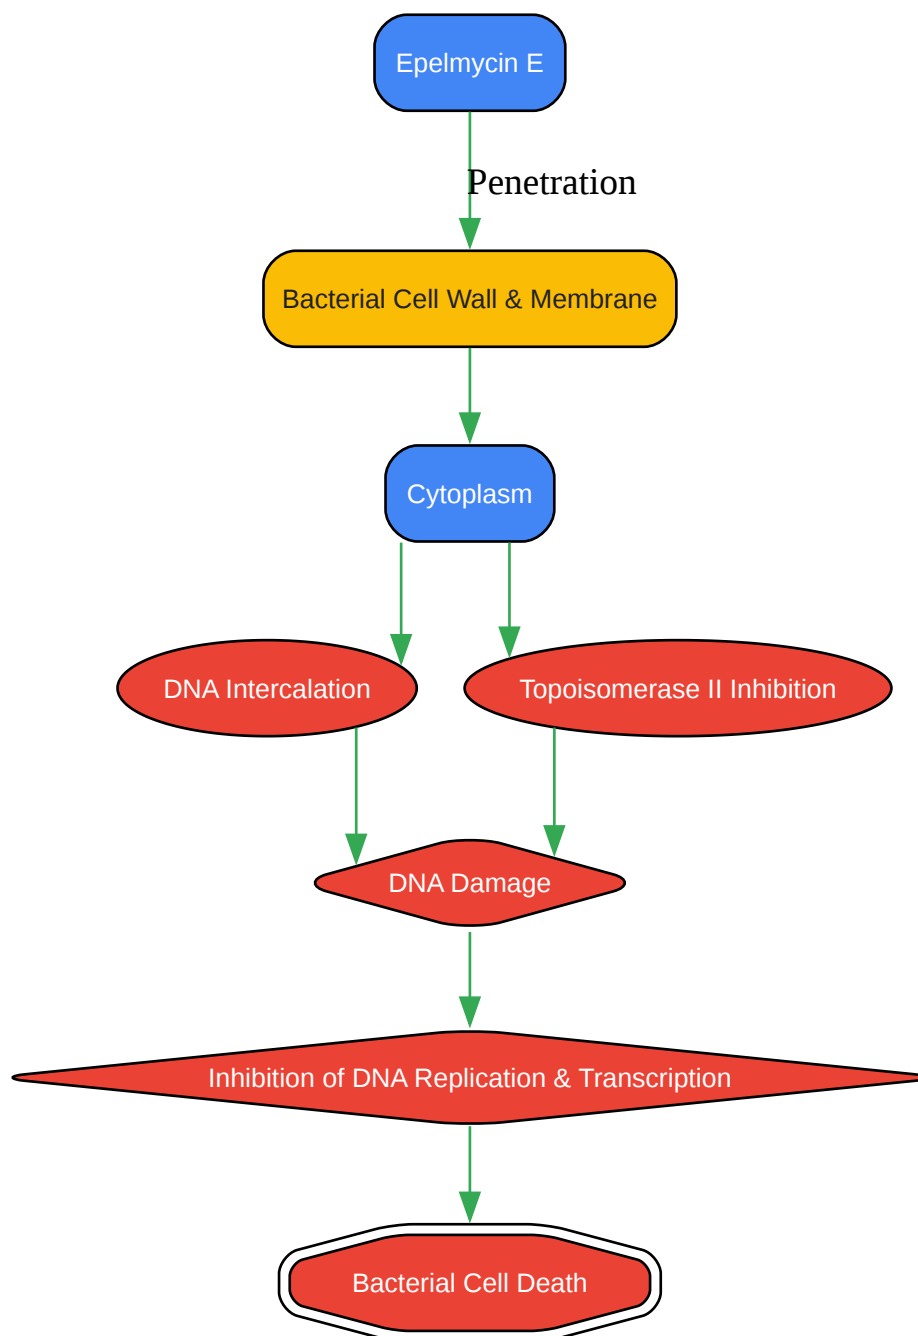 Epelmycin E
Penetration
Bacterial Cell Wall & Membrane
Cytoplasm
DNA Intercalation
Topoisomerase II Inhibition
DNA Damage
Inhibition of DNA Replication & Transcription
Bacterial Cell Death